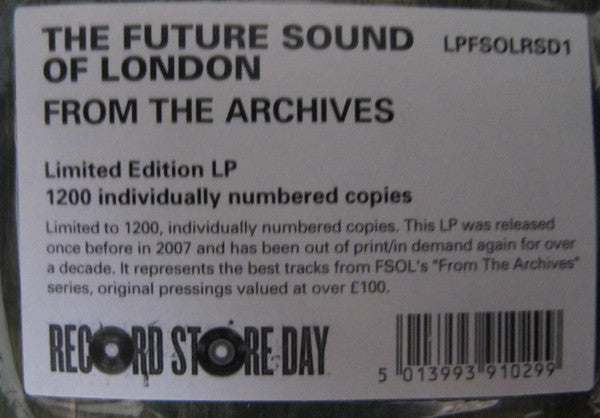 THE FUTURE SOUND LPFSOLRSD1
OF LONDON
FROM THE ARCHIVES
Limited Edition LP
1200 individually numbered copies
Limited to 1200, individually numbered copies. This LP was released
once before in 2007 and has been out of print/in demand again for over
a decade. It represents the best tracks from FSOL's "From The Archives"
series, original pressings valued at over £100.
RECORD STORE DAY
5 013993 910299